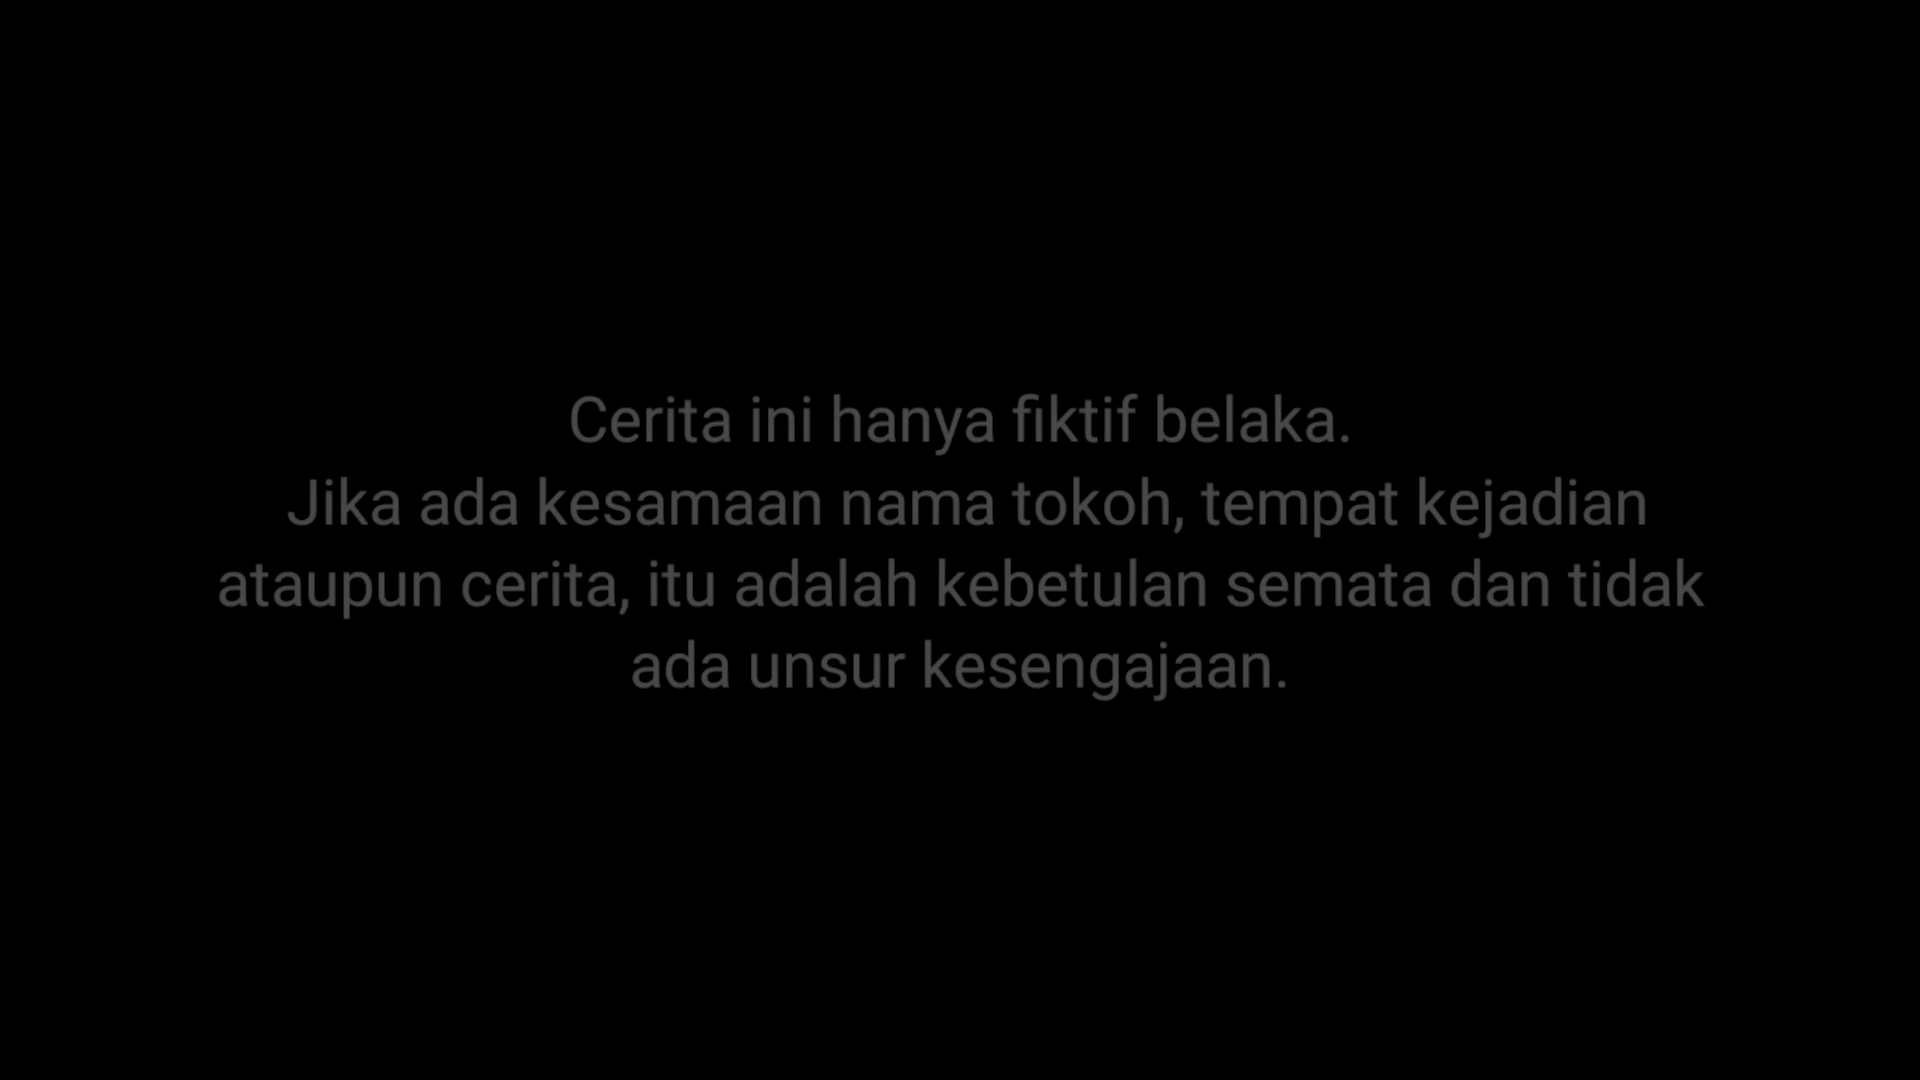 Cerita ini hanya fiktif belaka.
Jika ada kesamaan nama tokoh, tempat kejadian
ataupun cerita, itu adalah kebetulan semata dan tidak
ada unsur kesengajaan.